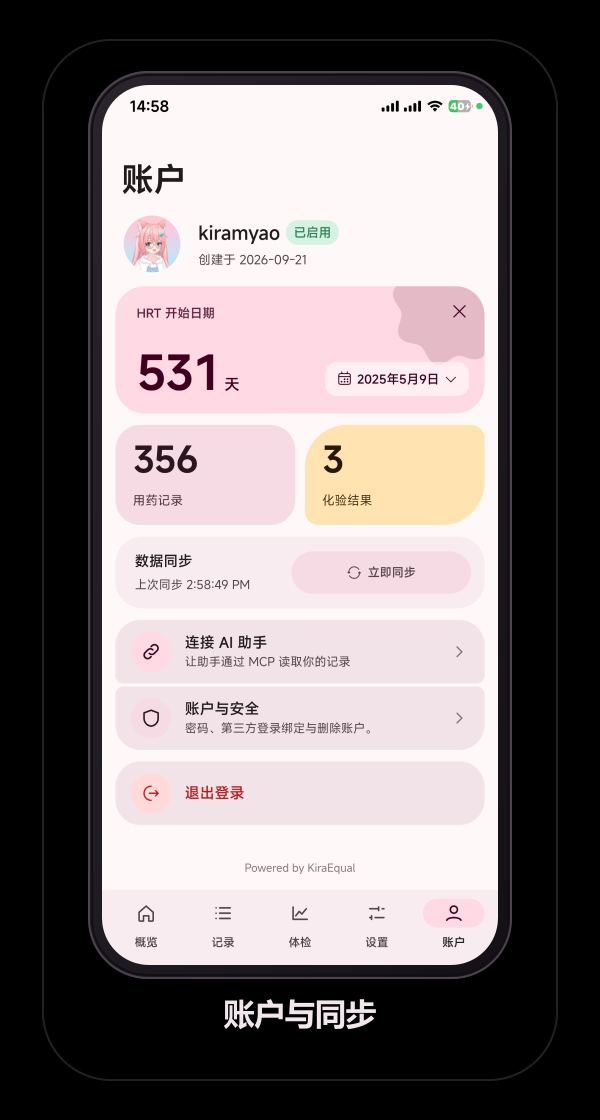 14:58
40
账户
kiramyao 已启用
创建于 2026-09-21
HRT 开始日期
531 天
2025年5月9日
356
用药记录
3
化验结果
数据同步
上次同步 2:58:49 PM
立即同步
连接 AI 助手
让助手通过 MCP 读取你的记录
账户与安全
密码、第三方登录绑定与删除账户。
退出登录
Powered by KiraEqual
概览
记录
体检
设置
账户
账户与同步